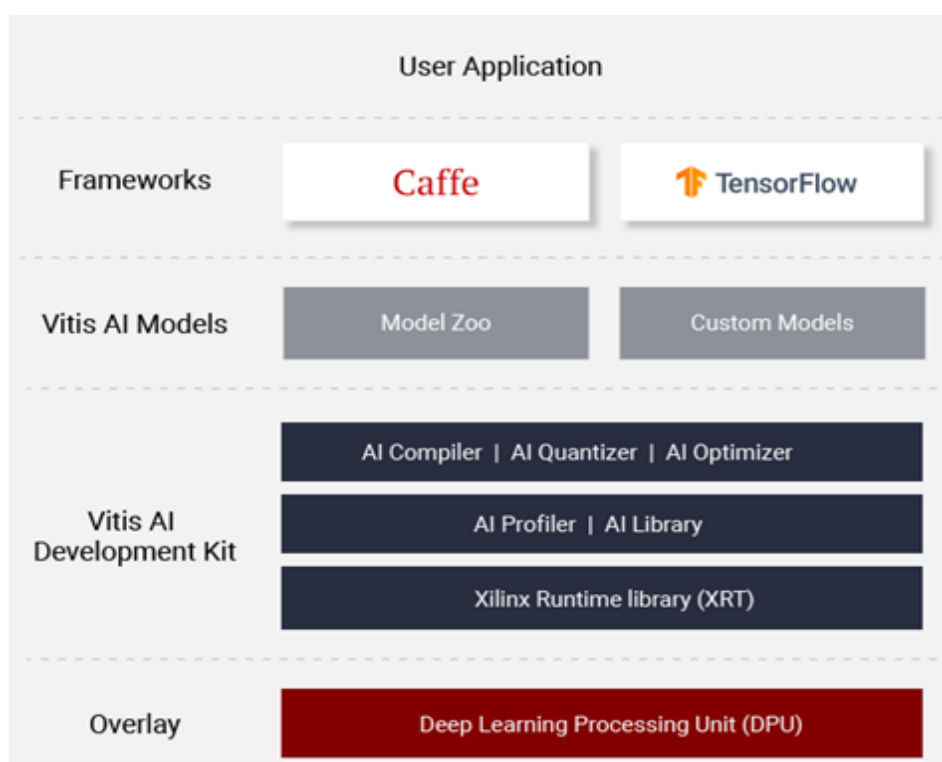 User Application
Frameworks
Caffe
TensorFlow
Vitis AI Models
Model Zoo
Custom Models
Vitis AI
Development Kit
AI Compiler | AI Quantizer | AI Optimizer
AI Profiler | AI Library
Xilinx Runtime library (XRT)
Overlay
Deep Learning Processing Unit (DPU)